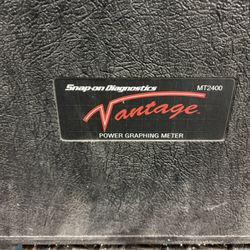 Snap-on Diagnostics MT2400
Vantage
POWER GRAPHING METER